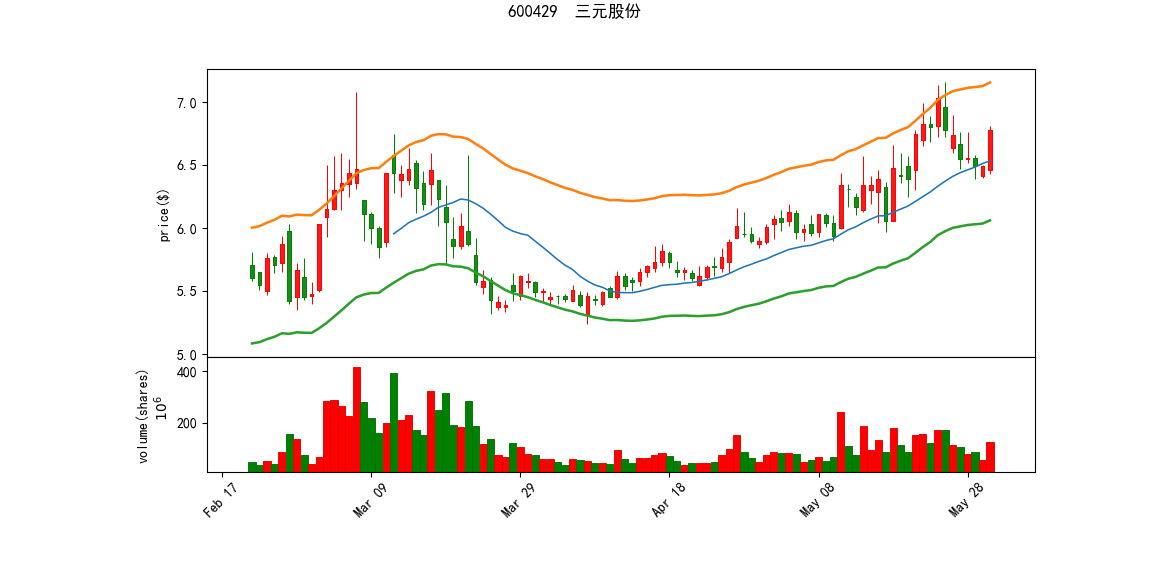 600429 三元股份
7.0
6.5
6.0
5.5
5.0
price($)
400
200
volume(shares)
10^6
Feb 17
Mar 09
Mar 29
Apr 18
May 08
May 28